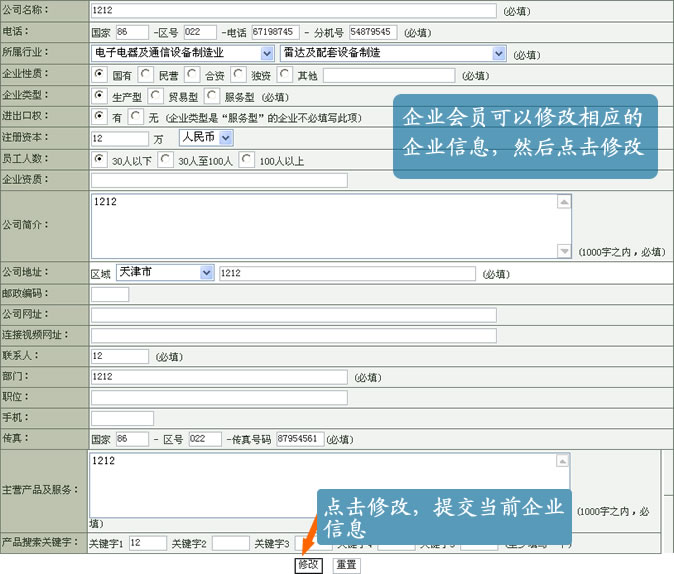 公司名称： 1212 (必填)
电话： 国家 86 -区号 022 -电话 67198745 - 分机号 54879545 (必填)
所属行业： 电子电器及通信设备制造业 雷达及配套设备制造 (必填)
企业性质： 国有 民营 合资 独资 其他 (必填)
企业类型： 生产型 贸易型 服务型 (必填)
进出口权： 有 无 (企业类型是“服务型”的企业不必填写此项)
企业会员可以修改相应的
企业信息，然后点击修改
注册资本： 12 万 人民币
员工人数： 30人以下 30人至100人 100人以上
企业资质：
公司简介： 1212 (1000字之内，必填)
公司地址： 区域 天津市 1212 (必填)
邮政编码：
公司网址：
连接视频网址：
联系人： 12 (必填)
部门： 1212 (必填)
职位：
手机：
传真： 国家 86 - 区号 022 -传真号码 87954561 (必填)
主营产品及服务： 1212 (1000字之内，必
填)
点击修改，提交当前企业
信息
产品搜索关键字： 关键字1 12 关键字2 关键字3
修改 重置